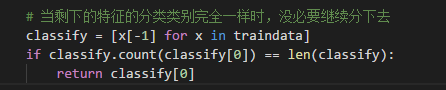 # 当剩下的特征的分类类别完全一样时，没必要继续分下去
classify = [x[-1] for x in traindata]
if classify.count(classify[0]) == len(classify):
    return classify[0]